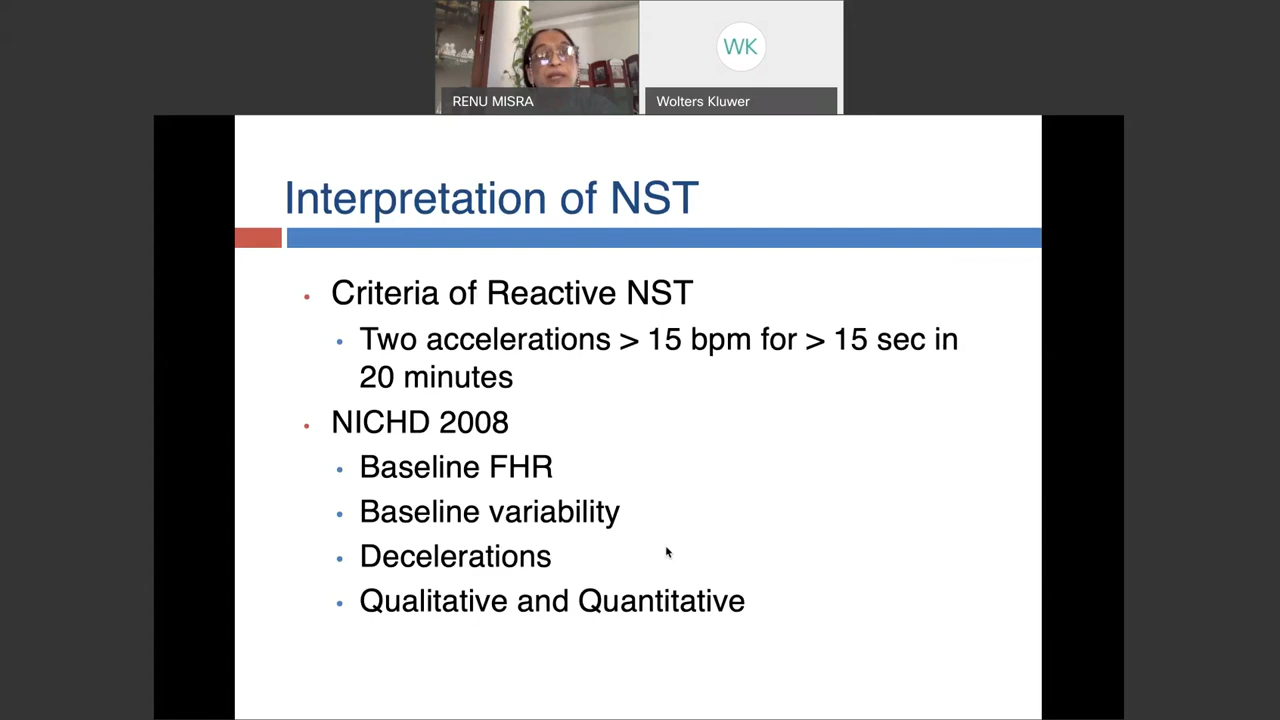 WK
RENU MISRA
Wolters Kluwer
Interpretation of NST
• Criteria of Reactive NST
• Two accelerations > 15 bpm for > 15 sec in
20 minutes
• NICHD 2008
• Baseline FHR
• Baseline variability
• Decelerations
• Qualitative and Quantitative